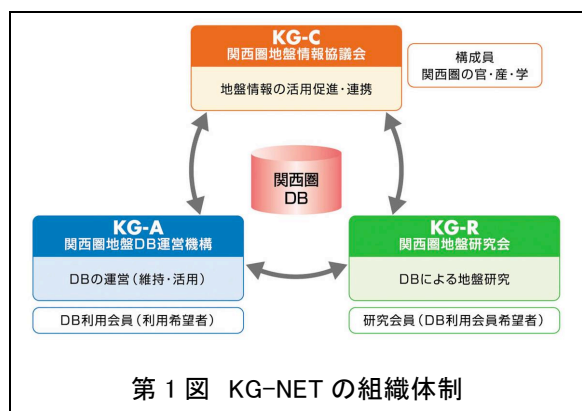 KG-C
関西圏地盤情報協議会
地盤情報の活用促進・連携
構成員
関西圏の官・産・学
関西圏
DB
KG-A
関西圏地盤DB運営機構
DBの運営(維持・活用)
DB利用会員(利用希望者)
KG-R
関西圏地盤研究会
DBによる地盤研究
研究会員(DB利用会員希望者)
第1図 KG-NETの組織体制